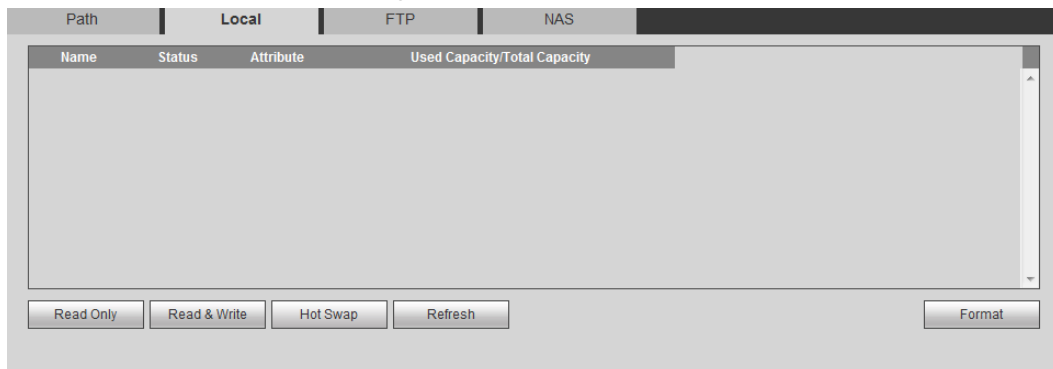 Path Local FTP NAS
Name Status Attribute Used Capacity/Total Capacity
Read Only Read & Write Hot Swap Refresh Format